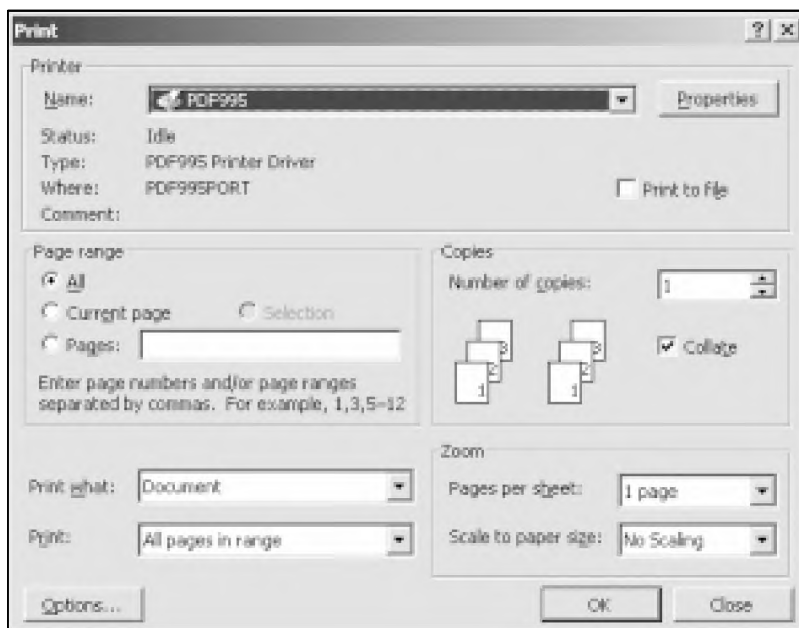 Print
Printer
Name: PDF995 Properties
Status: Idle
Type: PDF995 Printer Driver
Where: PDF995PORT Print to file
Comment:
Page range
All
Current page Selection
Pages:
Enter page numbers and/or page ranges
separated by commas. For example, 1,3,5-12
Copies
Number of copies: 1
1 2 3 1 2 3 Collate
Print what: Document
Print: All pages in range
Zoom
Pages per sheet: 1 page
Scale to paper size: No Scaling
Options... OK Close